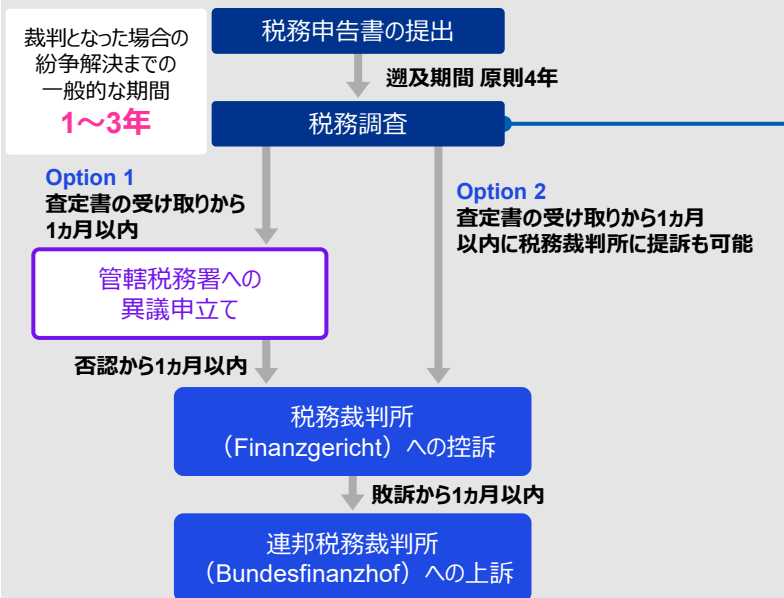 裁判となった場合の
紛争解決までの
一般的な期間
1～3年
税務申告書の提出
遡及期間 原則4年
税務調査
Option 1
査定書の受け取りから
1ヵ月以内
Option 2
査定書の受け取りから1ヵ月
以内に税務裁判所に提訴も可能
管轄税務署への
異議申立て
否認から1ヵ月以内
税務裁判所
（Finanzgericht）への控訴
敗訴から1ヵ月以内
連邦税務裁判所
（Bundesfinanzhof）への上訴